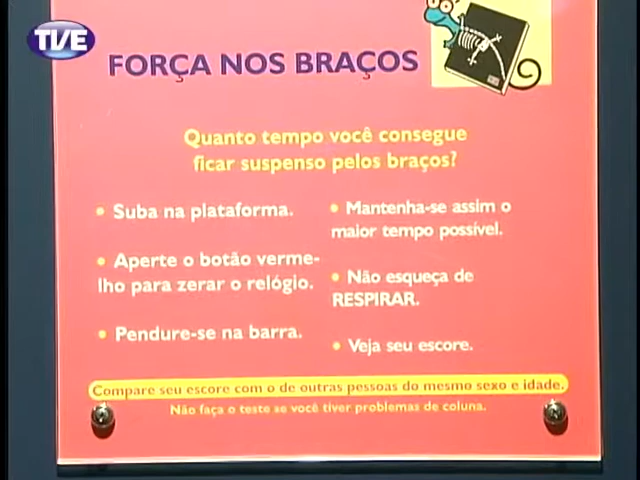 TVE
FORÇA NOS BRAÇOS
Quanto tempo você consegue
ficar suspenso pelos braços?
• Suba na plataforma.
• Aperte o botão verme-
lho para zerar o relógio.
• Pendure-se na barra.
• Mantenha-se assim o
maior tempo possível.
• Não esqueça de
RESPIRAR.
• Veja seu escore.
Compare seu escore com o de outras pessoas do mesmo sexo e idade.
Não faça o teste se você tiver problemas de coluna.